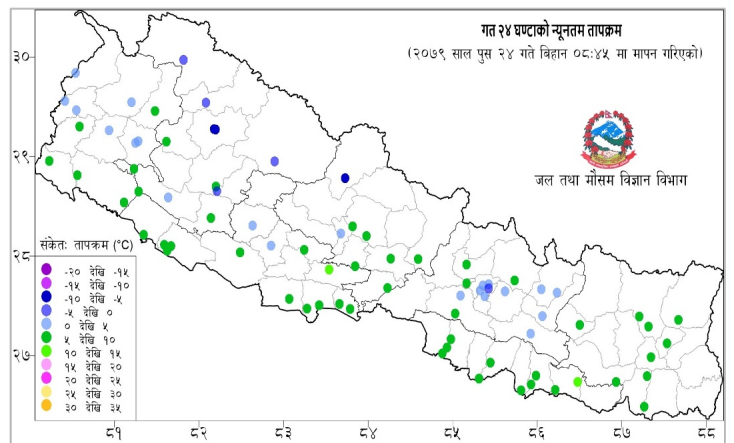 गत २४ घण्टाको न्यूनतम तापक्रम
(२०७९ साल पुस २४ गते बिहान ०८:४५ मा मापन गरिएको)
जल तथा मौसम विज्ञान विभाग
३०
२९
२८
२७
संकेतः तापक्रम (°C)
-२० देखि -१५
-१५ देखि -१०
-१० देखि -५
-५ देखि ०
० देखि ५
५ देखि १०
१० देखि १५
१५ देखि २०
२० देखि २५
२५ देखि ३०
३० देखि ३५
८१ ८२ ८३ ८४ ८५ ८६ ८७ ८८